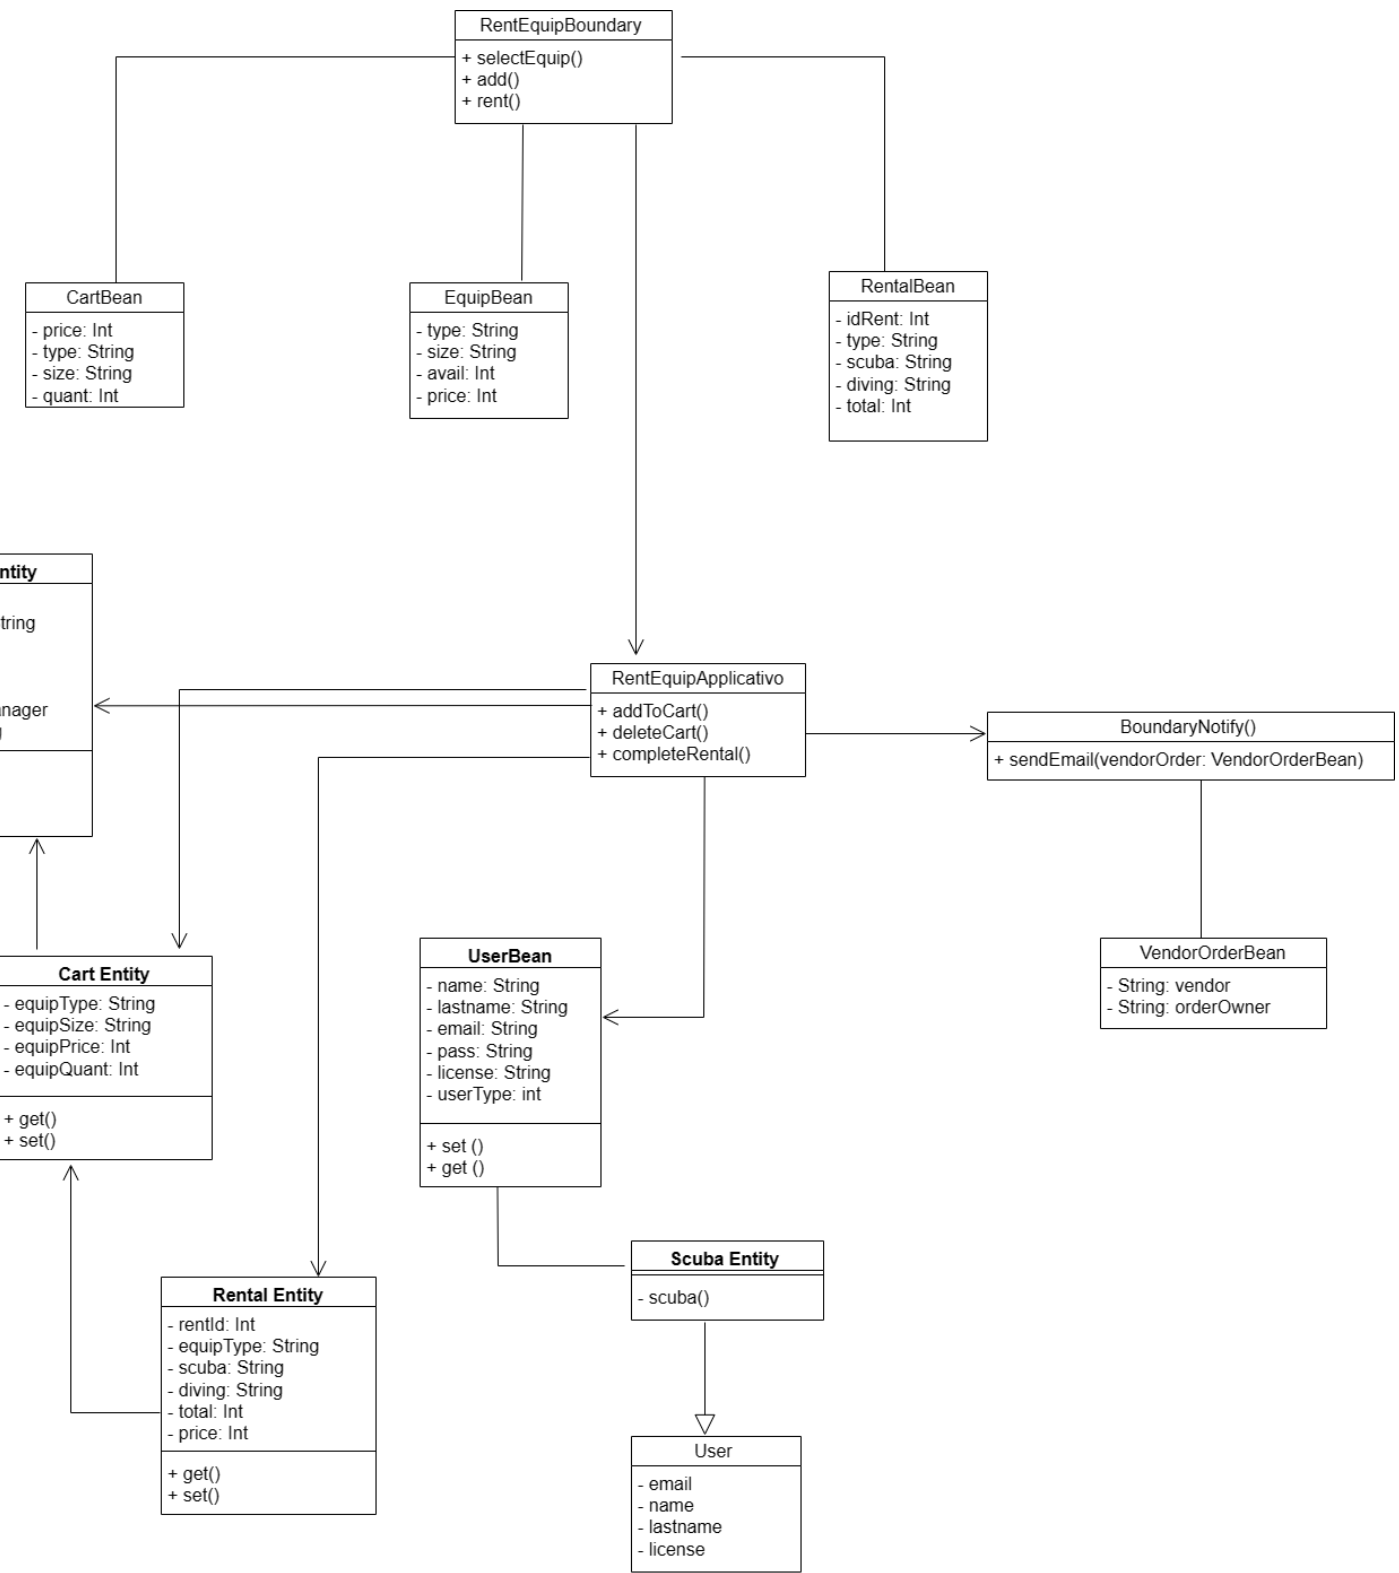 RentEquipBoundary
+ selectEquip()
+ add()
+ rent()
CartBean
- price: Int
- type: String
- size: String
- quant: Int
EquipBean
- type: String
- size: String
- avail: Int
- price: Int
RentalBean
- idRent: Int
- type: String
- scuba: String
- diving: String
- total: Int
ntity
tring
anager
RentEquipApplicativo
+ addToCart()
+ deleteCart()
+ completeRental()
BoundaryNotify()
+ sendEmail(vendorOrder: VendorOrderBean)
Cart Entity
- equipType: String
- equipSize: String
- equipPrice: Int
- equipQuant: Int
+ get()
+ set()
UserBean
- name: String
- lastname: String
- email: String
- pass: String
- license: String
- userType: int
+ set ()
+ get ()
VendorOrderBean
- String: vendor
- String: orderOwner
Scuba Entity
- scuba()
Rental Entity
- rentId: Int
- equipType: String
- scuba: String
- diving: String
- total: Int
- price: Int
+ get()
+ set()
User
- email
- name
- lastname
- license